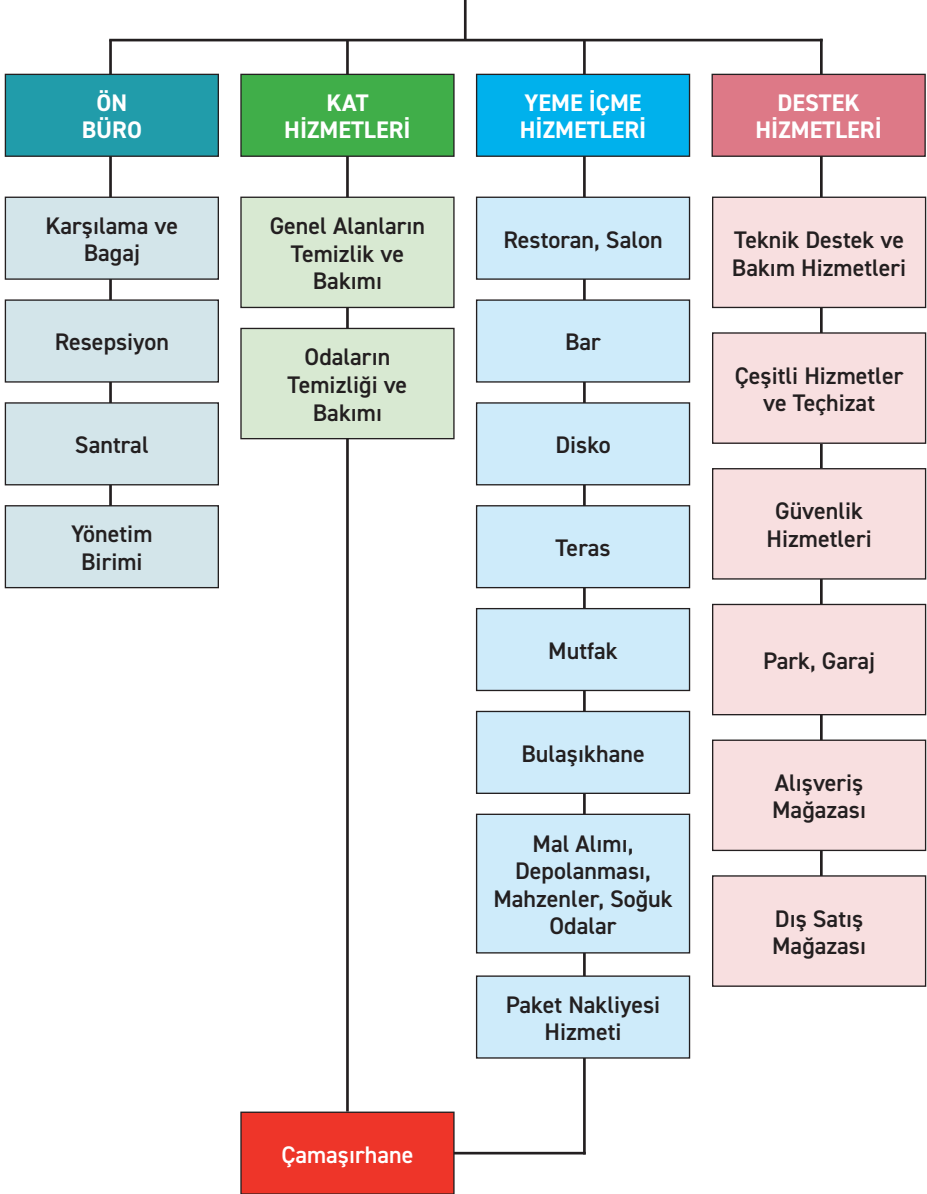 ÖN
BÜRO
Karşılama ve
Bagaj
Resepsiyon
Santral
Yönetim
Birimi
KAT
HİZMETLERİ
Genel Alanların
Temizlik ve
Bakımı
Odaların
Temizliği ve
Bakımı
YEME İÇME
HİZMETLERİ
Restoran, Salon
Bar
Disko
Teras
Mutfak
Bulaşıkhane
Mal Alımı,
Depolanması,
Mahzenler, Soğuk
Odalar
Paket Nakliyesi
Hizmeti
Çamaşırhane
DESTEK
HİZMETLERİ
Teknik Destek ve
Bakım Hizmetleri
Çeşitli Hizmetler
ve Teçhizat
Güvenlik
Hizmetleri
Park, Garaj
Alışveriş
Mağazası
Dış Satış
Mağazası